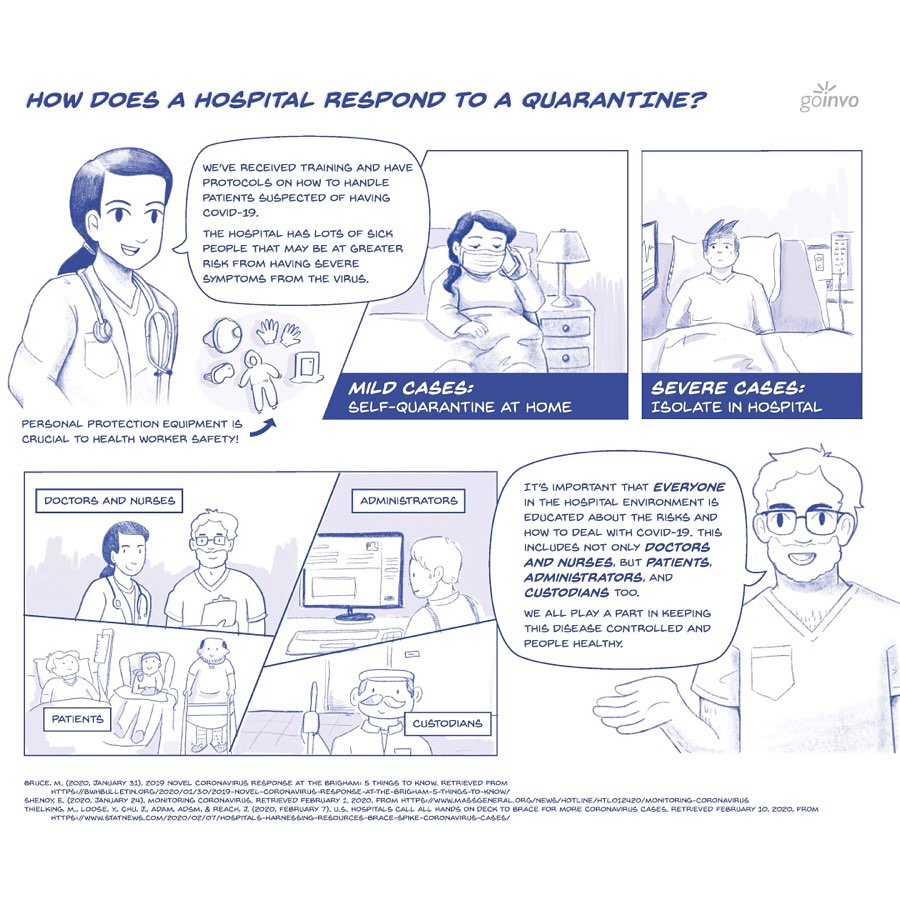 HOW DOES A HOSPITAL RESPOND TO A QUARANTINE?
goinvo
WE'VE RECEIVED TRAINING AND HAVE
PROTOCOLS ON HOW TO HANDLE
PATIENTS SUSPECTED OF HAVING
COVID-19.
THE HOSPITAL HAS LOTS OF SICK
PEOPLE THAT MAY BE AT GREATER
RISK FROM HAVING SEVERE
SYMPTOMS FROM THE VIRUS.
PERSONAL PROTECTION EQUIPMENT IS
CRUCIAL TO HEALTH WORKER SAFETY!
MILD CASES:
SELF-QUARANTINE AT HOME
SEVERE CASES:
ISOLATE IN HOSPITAL
DOCTORS AND NURSES
ADMINISTRATORS
PATIENTS
CUSTODIANS
IT'S IMPORTANT THAT EVERYONE
IN THE HOSPITAL ENVIRONMENT IS
EDUCATED ABOUT THE RISKS AND
HOW TO DEAL WITH COVID-19. THIS
INCLUDES NOT ONLY DOCTORS
AND NURSES, BUT PATIENTS,
ADMINISTRATORS, AND
CUSTODIANS TOO.
WE ALL PLAY A PART IN KEEPING
THIS DISEASE CONTROLLED AND
PEOPLE HEALTHY.
BRUCE, M. (2020, JANUARY 31), 2019 NOVEL CORONAVIRUS RESPONSE AT THE BRIGHAM: 5 THINGS TO KNOW. RETRIEVED FROM
HTTPS://BWHBULLETIN.ORG/2020/01/30/2019-NOVEL-CORONAVIRUS-RESPONSE-AT-THE-BRIGHAM-5-THINGS-TO-KNOW/
SHENOY, E. (2020, JANUARY 24), MONITORING CORONAVIRUS. RETRIEVED FEBRUARY 1, 2020, FROM HTTPS://WWW.MASSGENERAL.ORG/NEWS/HOTLINE/HTL012420/MONITORING-CORONAVIRUS
THIELKING, M., LOOSE, Y., CHU, J., ADAM, ADSM, & REACH, J. (2020, FEBRUARY 7), U.S. HOSPITALS CALL ALL HANDS ON DECK TO BRACE FOR MORE CORONAVIRUS CASES. RETRIEVED FEBRUARY 10, 2020, FROM
HTTPS://WWW.STATNEWS.COM/2020/02/07/HOSPITALS-HARNESSING-RESOURCES-BRACE-SPIKE-CORONAVIRUS-CASES/